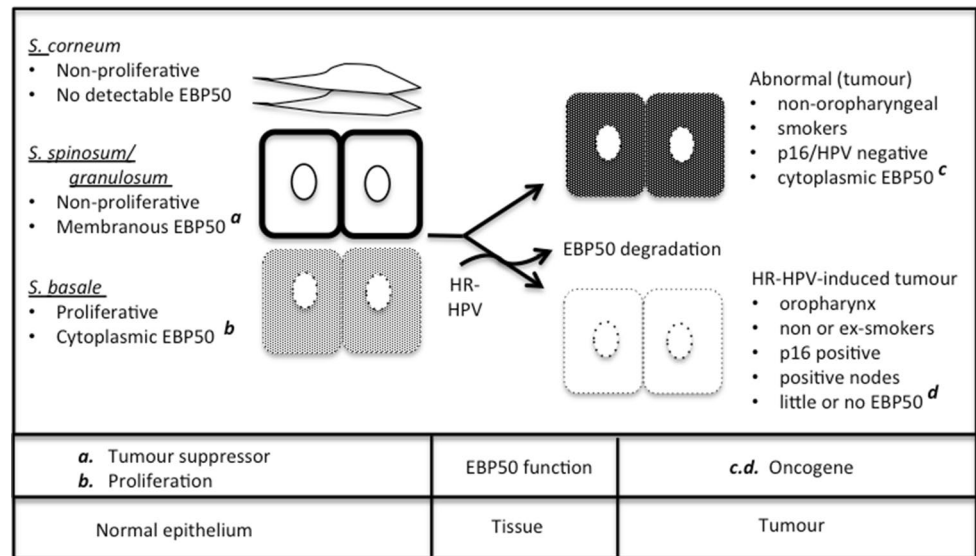 S. corneum
• Non-proliferative
• No detectable EBP50
S. spinosum/
granulosum
• Non-proliferative
• Membranous EBP50 a
S. basale
• Proliferative
• Cytoplasmic EBP50 b
HR-
HPV
EBP50 degradation
Abnormal (tumour)
• non-oropharyngeal
• smokers
• p16/HPV negative
• cytoplasmic EBP50 c
HR-HPV-induced tumour
• oropharynx
• non or ex-smokers
• p16 positive
• positive nodes
• little or no EBP50 d
a. Tumour suppressor
b. Proliferation
EBP50 function
c.d. Oncogene
Normal epithelium
Tissue
Tumour